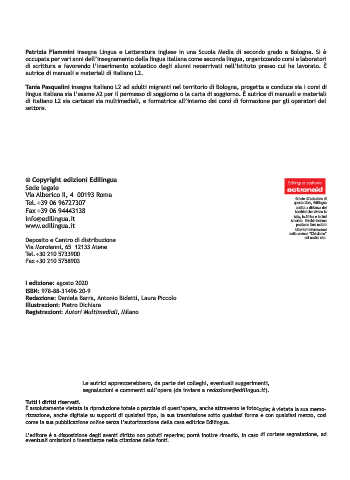 Patrizia Flammini insegna Lingua e Letteratura inglese in una Scuola Media di secondo grado a Bologna. Si è
occupata per vari anni dell'insegnamento della lingua italiana come seconda lingua, organizzando corsi e laboratori
di scrittura e favorendo l'inserimento scolastico degli alunni neoarrivati nell'Istituto presso cui ha lavorato. È
autrice di manuali e materiali di italiano L2.
Tania Pasqualini insegna italiano L2 ad adulti migranti nel territorio di Bologna, progetta e conduce sia i corsi di
lingua italiana sia l'esame A2 per il permesso di soggiorno o la carta di soggiorno. È autrice di manuali e materiali
di italiano L2 sia cartacei sia multimediali, e formatrice all'interno dei corsi di formazione per gli operatori del
settore.
© Copyright edizioni Edilingua
Sede legale
Via Alberico II, 4 00193 Roma
Tel. +39 06 96727307
Fax +39 06 94443138
info@edilingua.it
www.edilingua.it
Deposito e Centro di distribuzione
Via Moroianni, 65 12133 Atene
Tel. +30 210 5733900
Fax +30 210 5758903
Edilingua sostiene
actionaid
I edizione: agosto 2020
ISBN: 978-88-31496-20-9
Redazione: Daniela Barra, Antonio Bidetti, Laura Piccolo
Illustrazioni: Pietro Dichiara
Registrazioni: Autori Multimediali, Milano
Le autrici apprezzerebbero, da parte dei colleghi, eventuali suggerimenti,
segnalazioni e commenti sull'opera (da inviare a redazione@edilingua.it).
Tutti i diritti riservati.
È assolutamente vietata la riproduzione totale o parziale di quest'opera, anche attraverso le fotocopie; è vietata la sua memo-
rizzazione, anche digitale su supporti di qualsiasi tipo, la sua trasmissione sotto qualsiasi forma e con qualsiasi mezzo, così
come la sua pubblicazione online senza l'autorizzazione della casa editrice Edilingua.
L'editore è a disposizione degli aventi diritto non potuti reperire; porrà inoltre rimedio, in caso di cortese segnalazione, ad
eventuali omissioni o inesattezze nella citazione delle fonti.